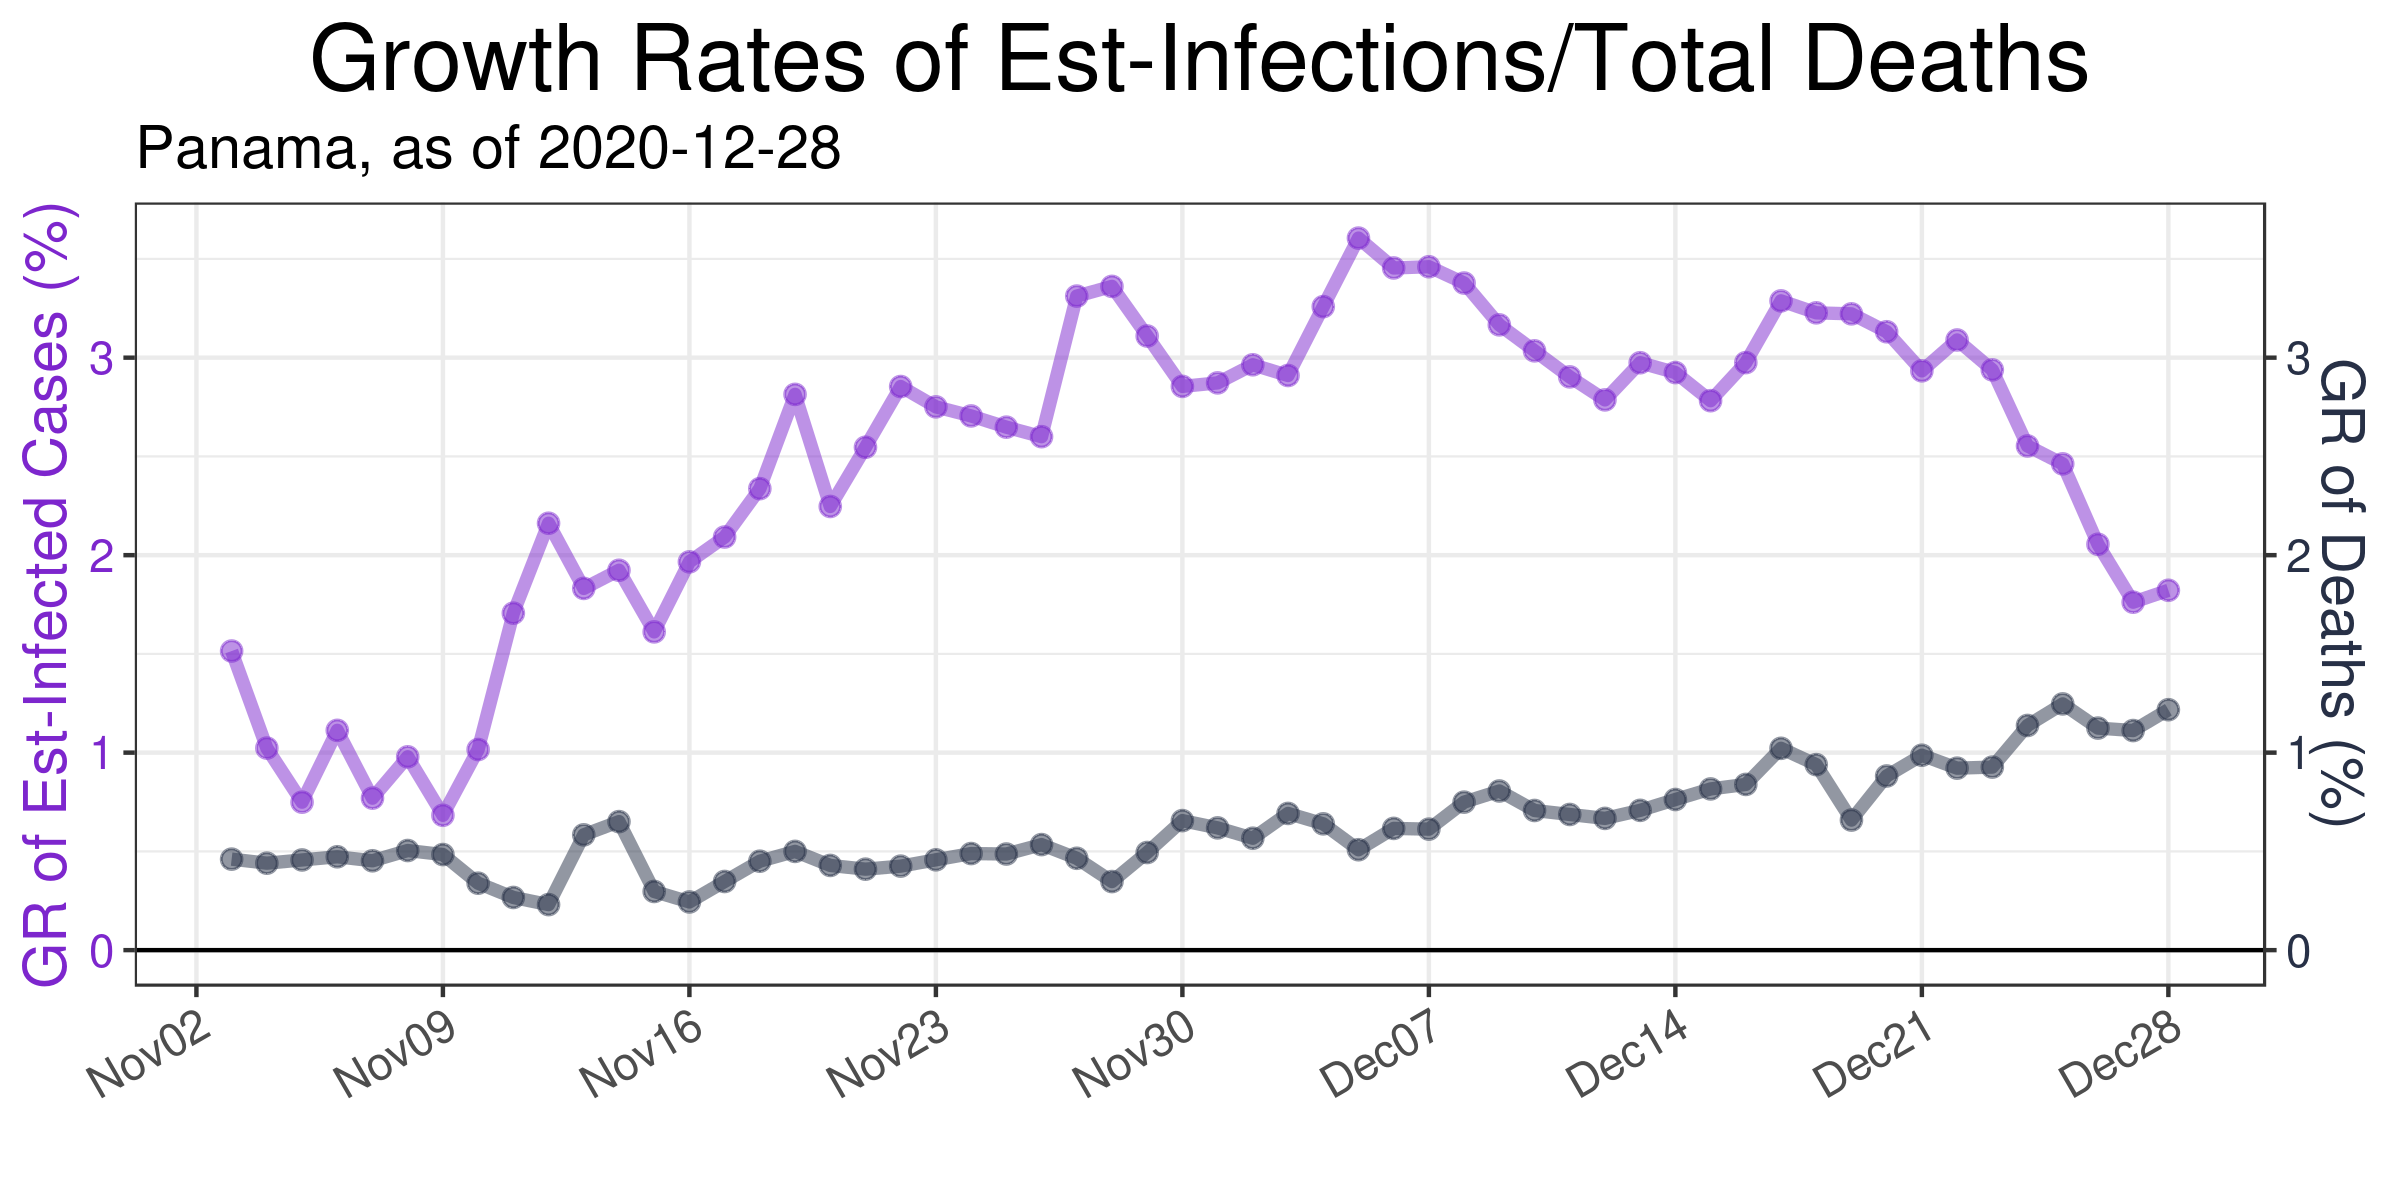 Growth Rates of Est-Infections/Total Deaths
Panama, as of 2020-12-28
GR of Est-Infected Cases (%)
3
2
1
0
3
2
1
0
GR of Deaths (%)
Nov02
Nov09
Nov16
Nov23
Nov30
Dec07
Dec14
Dec21
Dec28